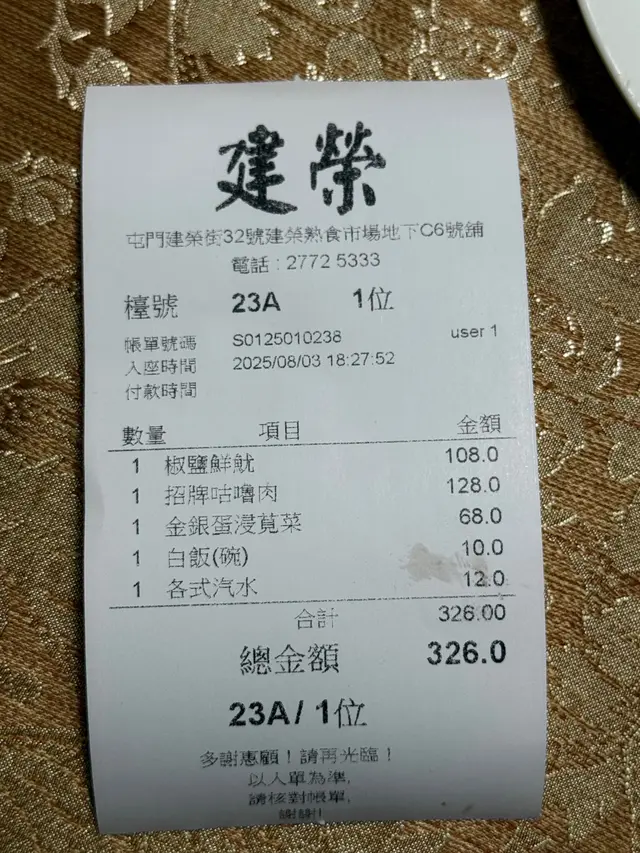 建榮
屯門建榮街32號建榮熟食市場地下C6號舖
電話 : 2772 5333
檯號 23A 1位
帳單號碼 S0125010238 user 1
入座時間 2025/08/03 18:27:52
付款時間
數量 項目 金額
1 椒鹽鮮魷 108.0
1 招牌咕嚕肉 128.0
1 金銀蛋浸莧菜 68.0
1 白飯(碗) 10.0
1 各式汽水 12.0
合計 326.00
總金額 326.0
23A/ 1位
多謝惠顧！請再光臨！
以入單為準,
請核對帳單,
謝謝!